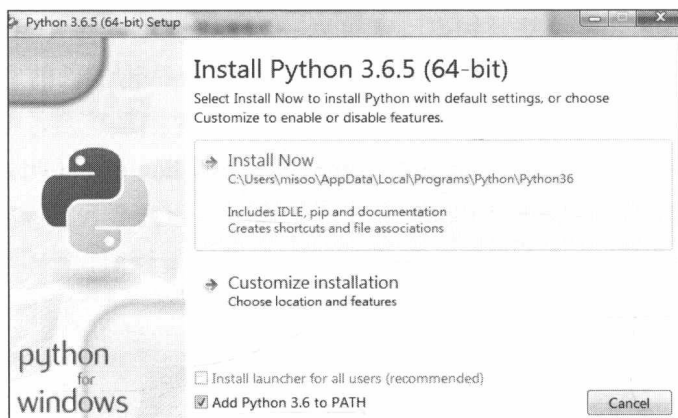 Python 3.6.5 (64-bit) Setup
Install Python 3.6.5 (64-bit)
Select Install Now to install Python with default settings, or choose
Customize to enable or disable features.
Install Now
C:\Users\misoo\AppData\Local\Programs\Python\Python36
Includes IDLE, pip and documentation
Creates shortcuts and file associations
Customize installation
Choose location and features
python
for
windows
Install launcher for all users (recommended)
Add Python 3.6 to PATH
Cancel